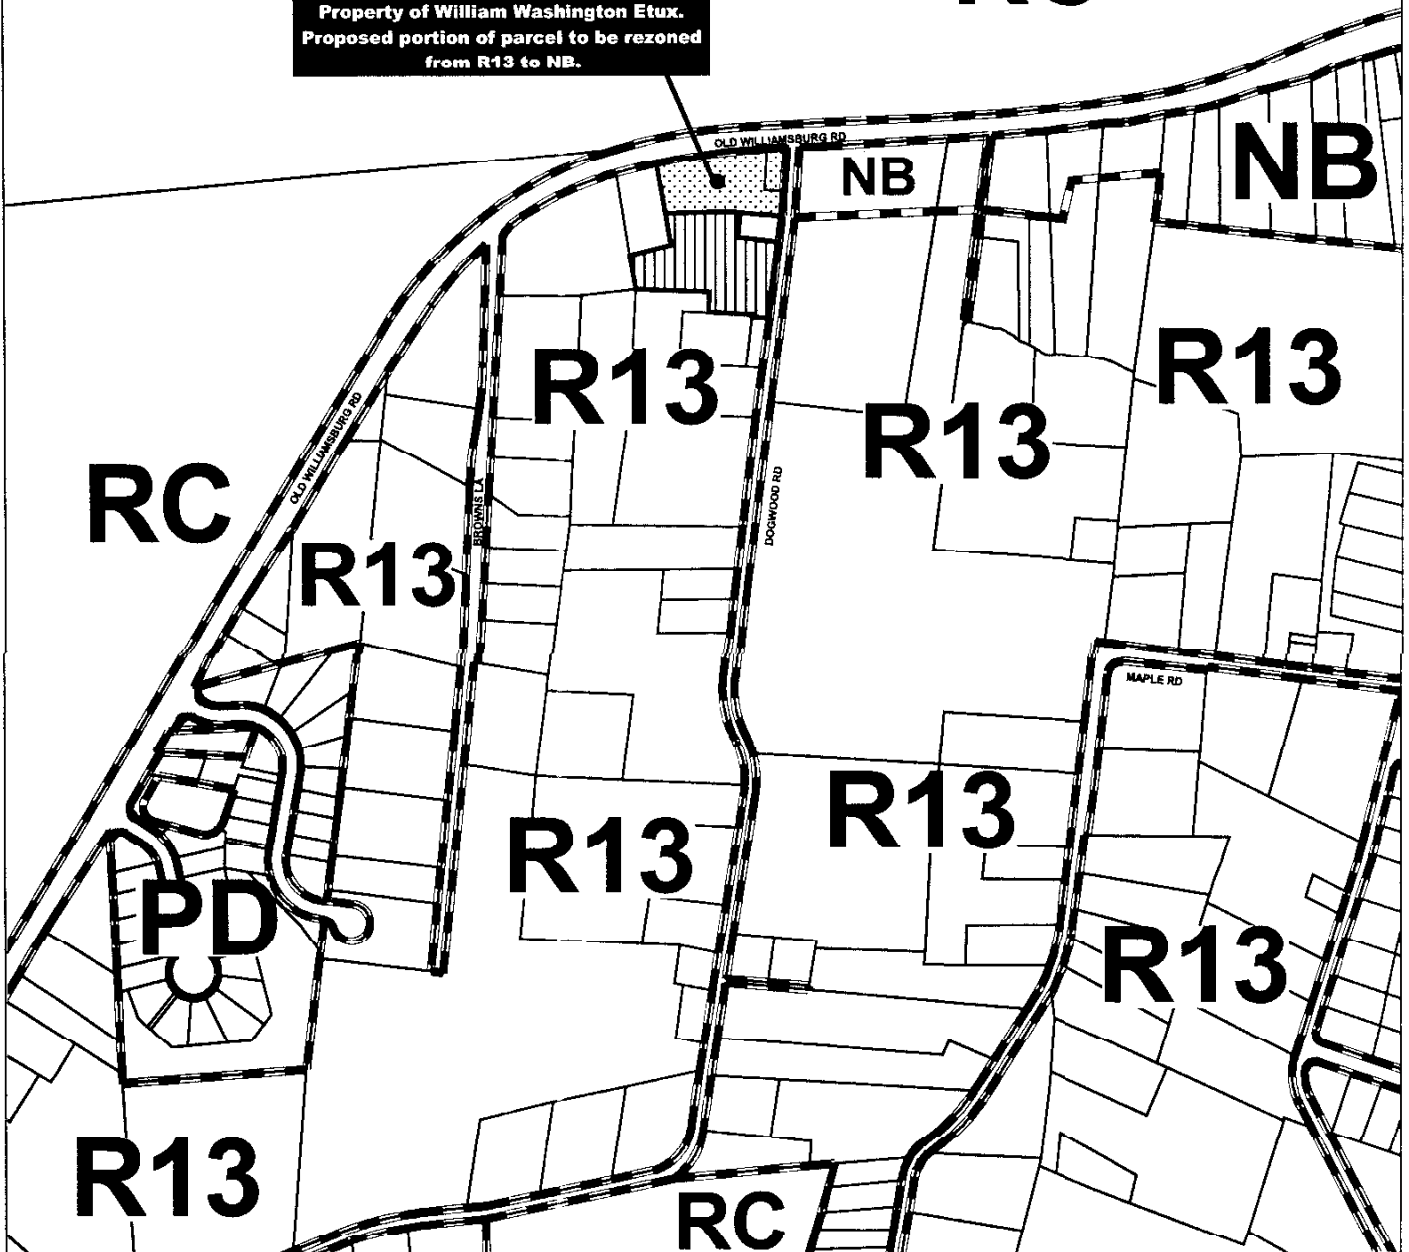 Property of William Washington Etux.
Proposed portion of parcel to be rezoned
from R13 to NB.
OLD WILLIAMSBURG RD
NB
NB
R13
R13
R13
OLD WILLIAMSBURG RD
RC
BROWNS LA
DOGWOOD RD
R13
MAPLE RD
R13
R13
PD
R13
R13
RC